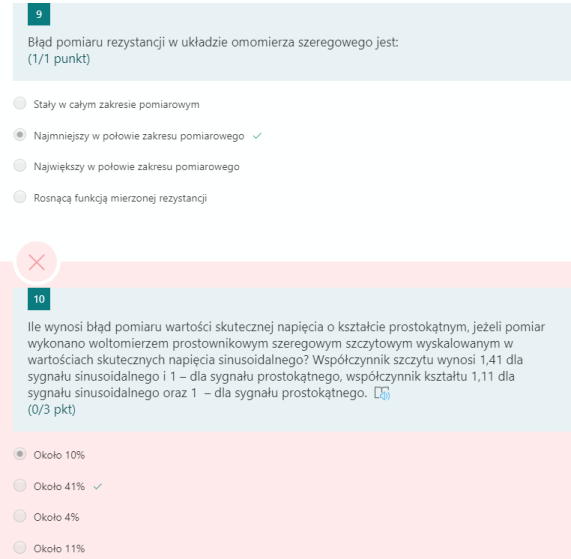 9
Błąd pomiaru rezystancji w układzie omomierza szeregowego jest:
(1/1 punkt)
Stały w całym zakresie pomiarowym
Najmniejszy w połowie zakresu pomiarowego
Największy w połowie zakresu pomiarowego
Rosnącą funkcją mierzonej rezystancji
10
Ile wynosi błąd pomiaru wartości skutecznej napięcia o kształcie prostokątnym, jeżeli pomiar
wykonano woltomierzem prostownikowym szeregowym szczytowym wyskalowanym w
wartościach skutecznych napięcia sinusoidalnego? Współczynnik szczytu wynosi 1,41 dla
sygnału sinusoidalnego i 1 – dla sygnału prostokątnego, współczynnik kształtu 1,11 dla
sygnału sinusoidalnego oraz 1 – dla sygnału prostokątnego.
(0/3 pkt)
Około 10%
Około 41%
Około 4%
Około 11%